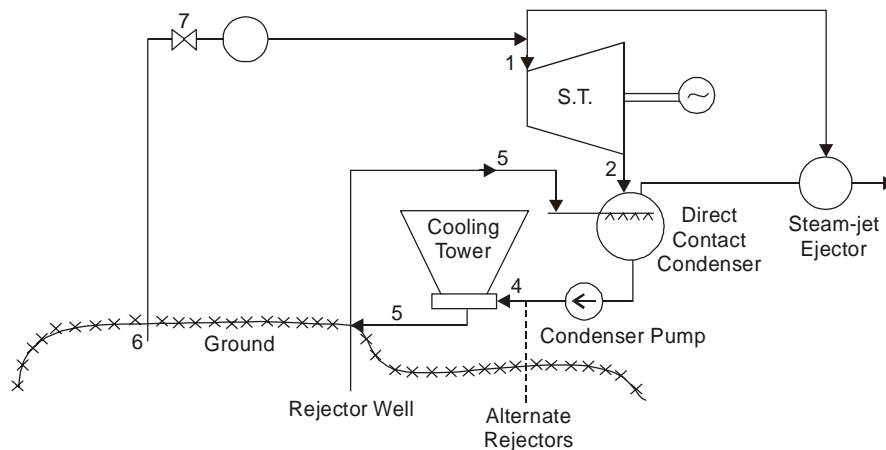 7
1
S.T.
5
2
Cooling
Tower
Direct
Contact
Condenser
Steam-jet
Ejector
4
5
Condenser Pump
6
Ground
Rejector Well
Alternate
Rejectors